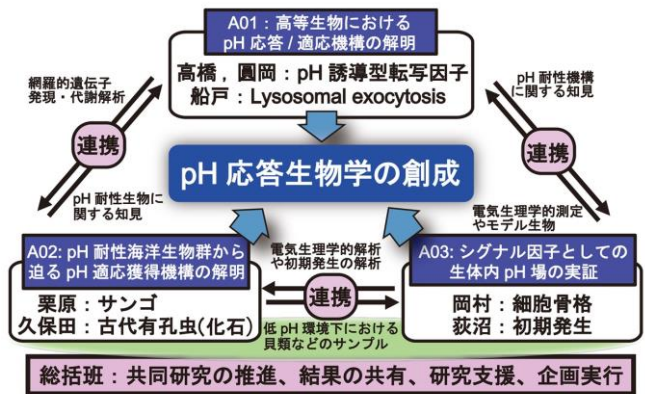 A01：高等生物における
pH 応答 / 適応機構の解明
高橋，圓岡：pH 誘導型転写因子
船戸：Lysosomal exocytosis
網羅的遺伝子
発現・代謝解析
連携
pH 耐性生物に
関する知見
pH 耐性機構
に関する知見
連携
電気生理学的測定
やモデル生物
pH 応答生物学の創成
A02: pH 耐性海洋生物群から
迫る pH 適応獲得機構の解明
栗原：サンゴ
久保田：古代有孔虫(化石)
電気生理学的解析
や初期発生の解析
連携
低 pH 環境下における
貝類などのサンプル
A03: シグナル因子としての
生体内 pH 場の実証
岡村：細胞骨格
荻沼：初期発生
総括班：共同研究の推進、結果の共有、研究支援、企画実行